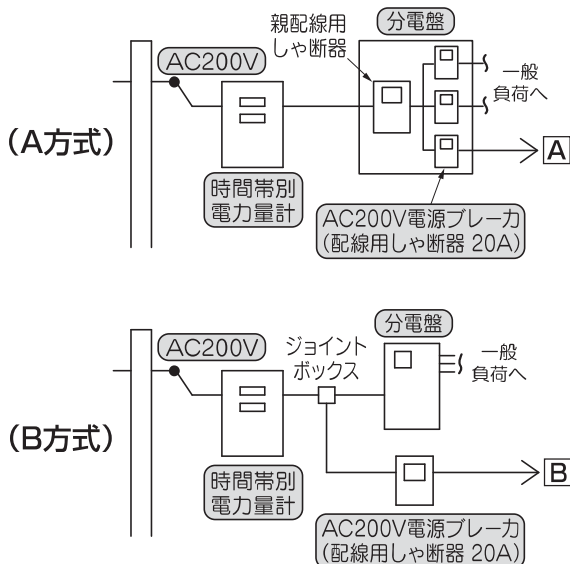 (A方式)
AC200V
時間帯別
電力量計
親配線用
しゃ断器
分電盤
一般
負荷へ
A
AC200V電源ブレーカ
(配線用しゃ断器 20A)
(B方式)
AC200V
時間帯別
電力量計
ジョイント
ボックス
分電盤
一般
負荷へ
B
AC200V電源ブレーカ
(配線用しゃ断器 20A)